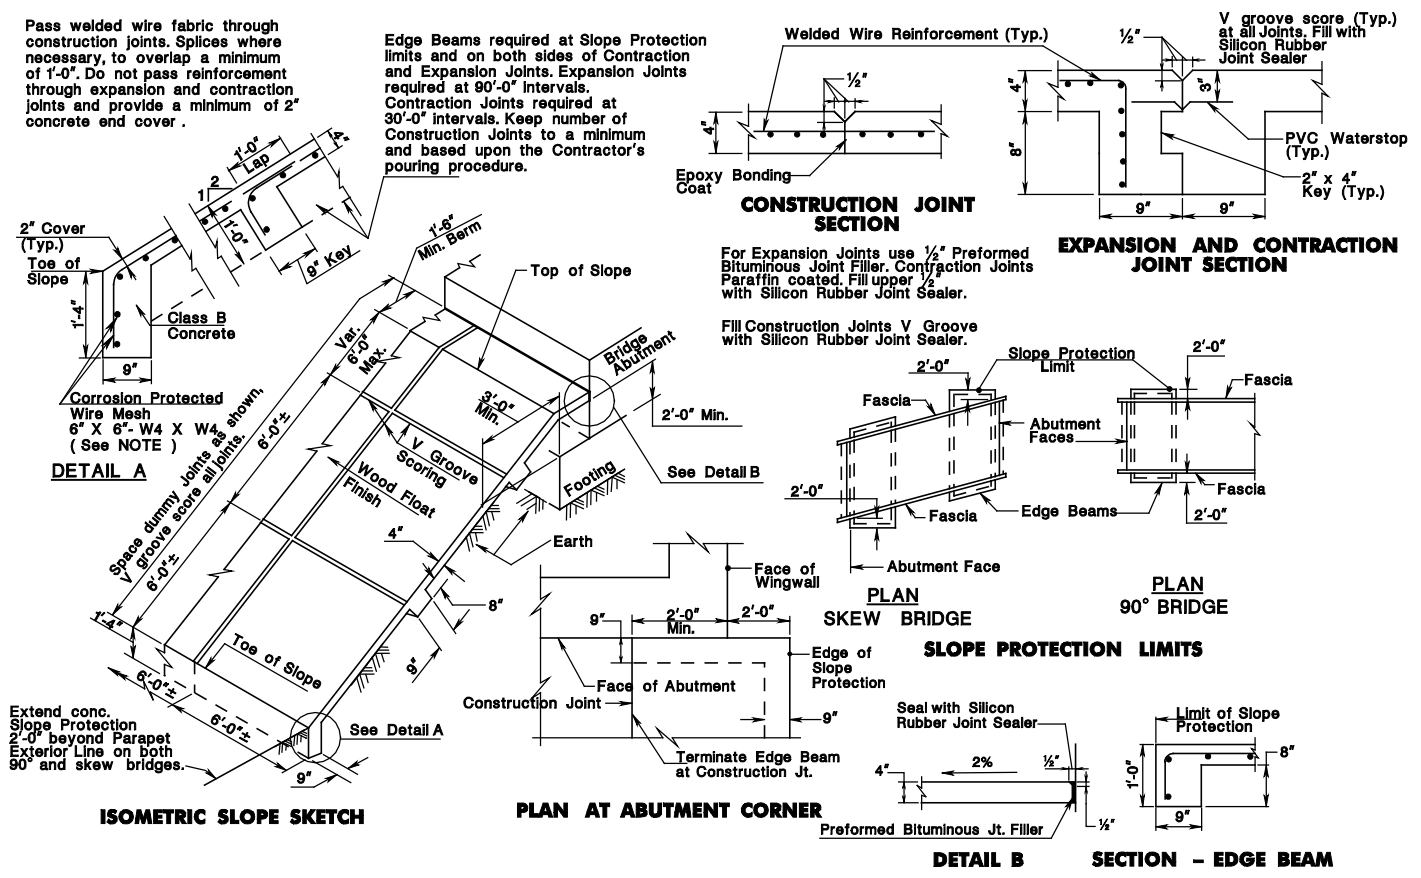 Pass welded wire fabric through
construction joints. Splices where
necessary, to overlap a minimum
of 1'-0". Do not pass reinforcement
through expansion and contraction
joints and provide a minimum of 2"
concrete end cover .
Edge Beams required at Slope Protection
limits and on both sides of Contraction
and Expansion Joints. Expansion Joints
required at 90'-0" intervals.
Contraction Joints required at
30'-0" intervals. Keep number of
Construction Joints to a minimum
and based upon the Contractor's
pouring procedure.
1'-0"
Lap
4"
2
1
1'-0"
9" Key
2" Cover
(Typ.)
Toe of
Slope
1'-4"
Class B
Concrete
9"
Corrosion Protected
Wire Mesh
6" X 6"- W4 X W4
( See NOTE )
DETAIL A
Welded Wire Reinforcement (Typ.)
½"
4"
Epoxy Bonding
Coat
CONSTRUCTION JOINT
SECTION
½"
V groove score (Typ.)
at all Joints. Fill with
Silicon Rubber
Joint Sealer
4"
3"
8"
PVC Waterstop
(Typ.)
2" x 4"
Key (Typ.)
9"
9"
EXPANSION AND CONTRACTION
JOINT SECTION
For Expansion Joints use ½" Preformed
Bituminous Joint Filler. Contraction Joints
Paraffin coated. Fill upper ½"
with Silicon Rubber Joint Sealer.
Fill Construction Joints V Groove
with Silicon Rubber Joint Sealer.
1'-6"
Min. Berm
Top of Slope
Var.
6'-0"
Max.
Bridge
Abutment
3'-0"
Min.
2'-0" Min.
See Detail B
Space dummy joints as shown,
V groove score all joints.
6'-0"±
6'-0"±
V Groove
Scoring
Wood Float
Finish
Footing
4"
Earth
8"
9"
1'-4"
Toe of Slope
6'-0"±
6'-0"±
See Detail A
9"
Extend conc.
Slope Protection
2'-0" beyond Parapet
Exterior Line on both
90° and skew bridges.
ISOMETRIC SLOPE SKETCH
Face of
Wingwall
9"
2'-0"
Min.
2'-0"
Edge of
Slope
Protection
Face of Abutment
Construction Joint
9"
Terminate Edge Beam
at Construction Jt.
PLAN AT ABUTMENT CORNER
2'-0"
Slope Protection
Limit
2'-0"
Fascia
Fascia
Abutment
Faces
2'-0"
Fascia
Edge Beams
Fascia
2'-0"
Abutment Face
PLAN
SKEW BRIDGE
PLAN
90° BRIDGE
SLOPE PROTECTION LIMITS
Seal with Silicon
Rubber Joint Sealer
4"
2%
½"
½"
Preformed Bituminous Jt. Filler
DETAIL B
Limit of Slope
Protection
1'-0"
8"
9"
SECTION - EDGE BEAM